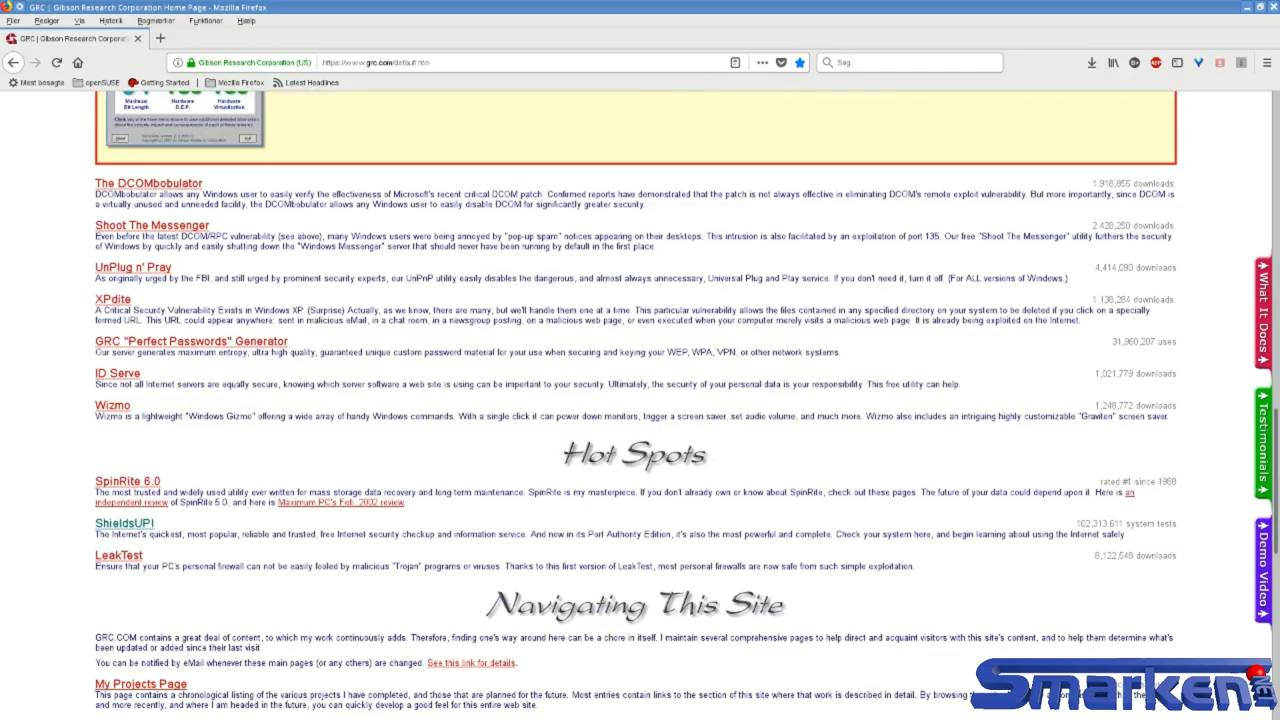 GRC | Gibson Research Corporation Home Page - Mozilla Firefox
Filer Rediger Vis Historik Bogmærker Funktioner Hjælp
GRC | Gibson Research Corporati
Gibson Research Corporation (US) https://www.grc.com/default.htm Søg
Mest besøgte openSUSE Getting Started Mozilla Firefox Latest Headlines
Maximum Hardware Hardware
Bit Length D.E.P. Virtualization
The DCOMbobulator 1,918,855 downloads.
DCOMbobulator allows any Windows user to easily verify the effectiveness of Microsoft's recent critical DCOM patch. Confirmed reports have demonstrated that the patch is not always effective in eliminating DCOM's remote exploit vulnerability. But more importantly, since DCOM is
a virtually unused and unneeded facility, the DCOMbobulator allows any Windows user to easily disable DCOM for significantly greater security.
Shoot The Messenger 2,428,250 downloads.
Even before the latest DCOM/RPC vulnerability (see above), many Windows users were being annoyed by "pop-up spam" notices appearing on their desktops. This intrusion is also facilitated by an exploitation of port 135. Our free "Shoot The Messenger" utility furthers the security
of Windows by quickly and easily shutting down the "Windows Messenger" server that should never have been running by default in the first place.
UnPlug n' Pray 4,414,090 downloads
As originally urged by the FBI, and still urged by prominent security experts, our UnPnP utility easily disables the dangerous, and almost always unnecessary, Universal Plug and Play service. If you don't need it, turn it off. (For ALL versions of Windows.)
XPdite 1,138,284 downloads.
A Critical Security Vulnerability Exists in Windows XP. (Surprise) Actually, as we know, there are many, but we'll handle them one at a time. This particular vulnerability allows the files contained in any specified directory on your system to be deleted if you click on a specially
formed URL. This URL could appear anywhere: sent in malicious eMail, in a chat room, in a newsgroup posting, on a malicious web page, or even executed when your computer merely visits a malicious web page. It is already being exploited on the Internet.
GRC "Perfect Passwords" Generator 31,960,207 uses
Our server generates maximum entropy, ultra high quality, guaranteed unique custom password material for your use when securing and keying your WEP, WPA, VPN, or other network systems.
ID Serve 1,021,779 downloads
Since not all Internet servers are equally secure, knowing which server software a web site is using can be important to your security. Ultimately, the security of your personal data is your responsibility. This free utility can help.
Wizmo 1,248,772 downloads
Wizmo is a lightweight "Windows Gizmo" offering a wide array of handy Windows commands. With a single click it can power down monitors, trigger a screen saver, set audio volume, and much more. Wizmo also includes an intriguing highly customizable "Graviton" screen saver.
Hot Spots
SpinRite 6.0 rated #1 since 1988
The most trusted and widely used utility ever written for mass storage data recovery and long-term maintenance. SpinRite is my masterpiece. If you don't already own or know about SpinRite, check out these pages. The future of your data could depend upon it. Here is an
independent review of SpinRite 5.0, and here is Maximum PC's Feb. 2002 review.
ShieldsUP! 102,313,611 system tests
The Internet's quickest, most popular, reliable and trusted, free Internet security checkup and information service. And now in its Port Authority Edition, it's also the most powerful and complete. Check your system here, and begin learning about using the Internet safely
LeakTest 8,122,548 downloads
Ensure that your PC's personal firewall can not be easily fooled by malicious "Trojan" programs or viruses. Thanks to this first version of LeakTest, most personal firewalls are now safe from such simple exploitation.
Navigating This Site
GRC.COM contains a great deal of content, to which my work continuously adds. Therefore, finding one's way around here can be a chore in itself. I maintain several comprehensive pages to help direct and acquaint visitors with this site's content, and to help them determine what's
been updated or added since their last visit.
You can be notified by eMail whenever these main pages (or any others) are changed. See this link for details.
My Projects Page
This page contains a chronological listing of the various projects I have completed, and those that are planned for the future. Most entries contain links to the section of this site where that work is described in detail. By browsing
and more recently, and where I am headed in the future, you can quickly develop a good feel for this entire web site.
What It Does
Testimonials
Demo Video
Smarken